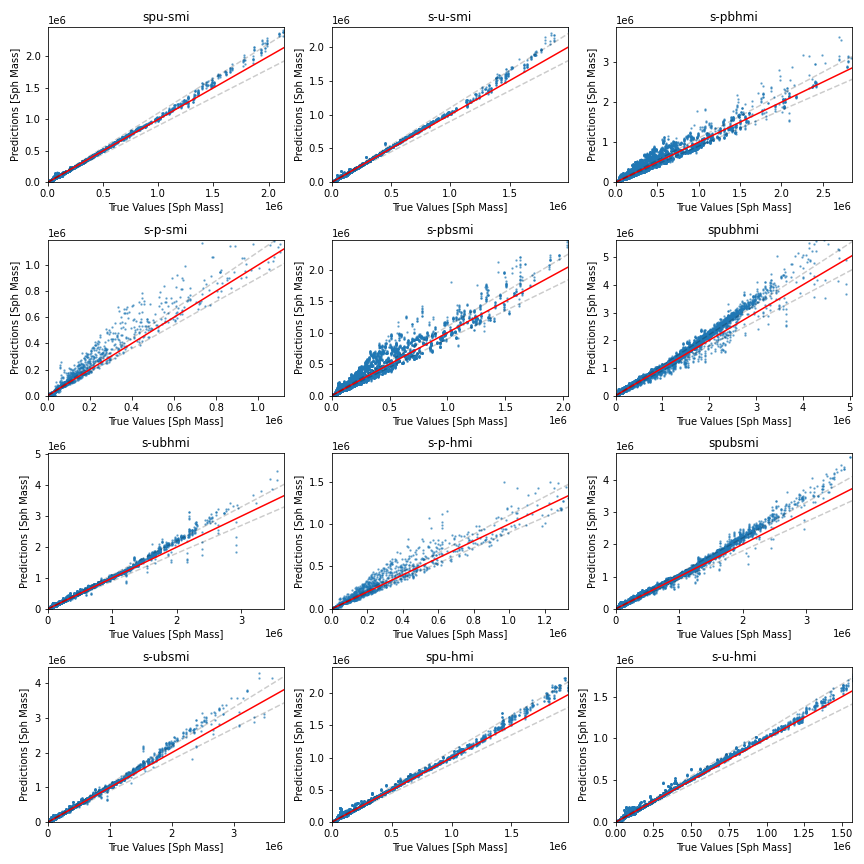 spu-smi
1e6
Predictions [Sph Mass]
2.0
1.5
1.0
0.5
0.0
0.0 0.5 1.0 1.5 2.0
True Values [Sph Mass]
1e6
s-u-smi
1e6
Predictions [Sph Mass]
2.0
1.5
1.0
0.5
0.0
0.0 0.5 1.0 1.5
True Values [Sph Mass]
1e6
s-pbhmi
1e6
Predictions [Sph Mass]
3
2
1
0
0.0 0.5 1.0 1.5 2.0 2.5
True Values [Sph Mass]
1e6
s-p-smi
1e6
Predictions [Sph Mass]
1.0
0.8
0.6
0.4
0.2
0.0
0.0 0.2 0.4 0.6 0.8 1.0
True Values [Sph Mass]
1e6
s-pbsmi
1e6
Predictions [Sph Mass]
2.0
1.5
1.0
0.5
0.0
0.0 0.5 1.0 1.5 2.0
True Values [Sph Mass]
1e6
spubhmi
1e6
Predictions [Sph Mass]
5
4
3
2
1
0
0 1 2 3 4 5
True Values [Sph Mass]
1e6
s-ubhmi
1e6
Predictions [Sph Mass]
5
4
3
2
1
0
0 1 2 3
True Values [Sph Mass]
1e6
s-p-hmi
1e6
Predictions [Sph Mass]
1.5
1.0
0.5
0.0
0.0 0.2 0.4 0.6 0.8 1.0 1.2
True Values [Sph Mass]
1e6
spubsmi
1e6
Predictions [Sph Mass]
4
3
2
1
0
0 1 2 3
True Values [Sph Mass]
1e6
s-ubsmi
1e6
Predictions [Sph Mass]
4
3
2
1
0
0 1 2 3
True Values [Sph Mass]
1e6
spu-hmi
1e6
Predictions [Sph Mass]
2.0
1.5
1.0
0.5
0.0
0.0 0.5 1.0 1.5
True Values [Sph Mass]
1e6
s-u-hmi
1e6
Predictions [Sph Mass]
1.5
1.0
0.5
0.0
0.00 0.25 0.50 0.75 1.00 1.25 1.50
True Values [Sph Mass]
1e6